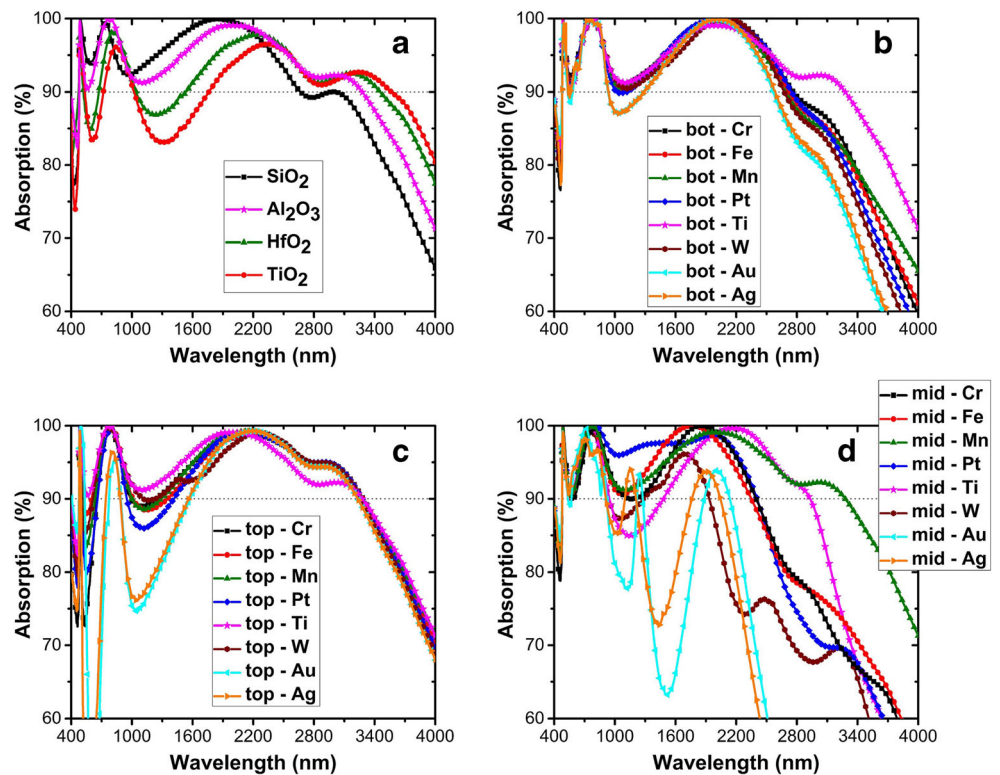 a
Absorption (%)
100
90
80
70
60
SiO2
Al2O3
HfO2
TiO2
400 1000 1600 2200 2800 3400 4000
Wavelength (nm)
b
Absorption (%)
100
90
80
70
60
bot - Cr
bot - Fe
bot - Mn
bot - Pt
bot - Ti
bot - W
bot - Au
bot - Ag
400 1000 1600 2200 2800 3400 4000
Wavelength (nm)
c
Absorption (%)
100
90
80
70
60
top - Cr
top - Fe
top - Mn
top - Pt
top - Ti
top - W
top - Au
top - Ag
400 1000 1600 2200 2800 3400 4000
Wavelength (nm)
d
Absorption (%)
100
90
80
70
60
mid - Cr
mid - Fe
mid - Mn
mid - Pt
mid - Ti
mid - W
mid - Au
mid - Ag
400 1000 1600 2200 2800 3400 4000
Wavelength (nm)